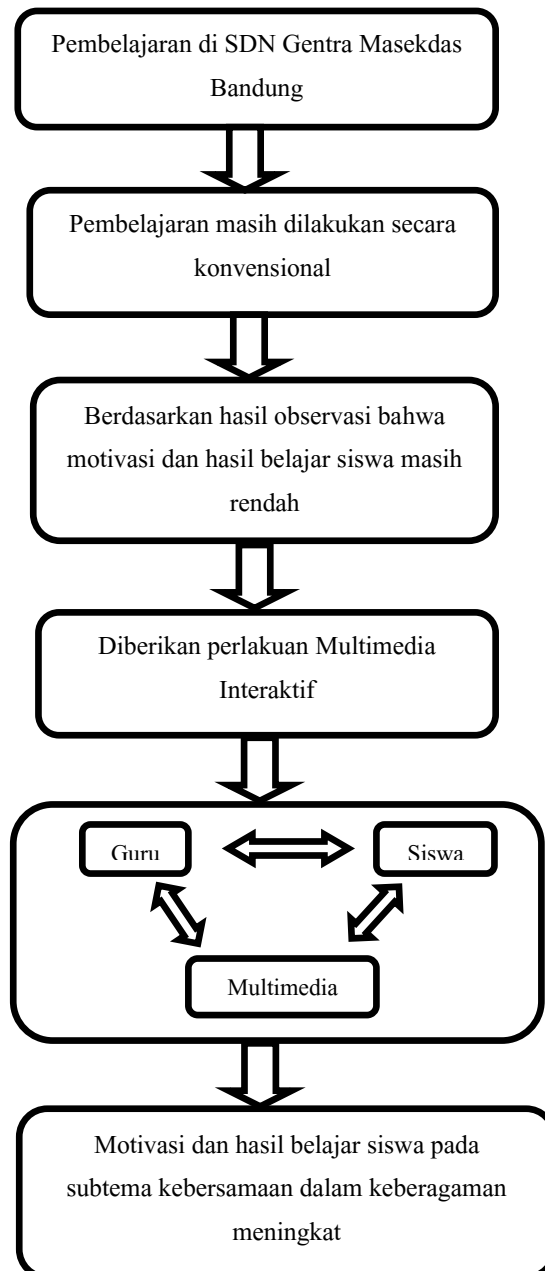 Pembelajaran di SDN Gentra Masekdas
Bandung
Pembelajaran masih dilakukan secara
konvensional
Berdasarkan hasil observasi bahwa
motivasi dan hasil belajar siswa masih
rendah
Diberikan perlakuan Multimedia
Interaktif
Guru
Siswa
Multimedia
Motivasi dan hasil belajar siswa pada
subtema kebersamaan dalam keberagaman
meningkat